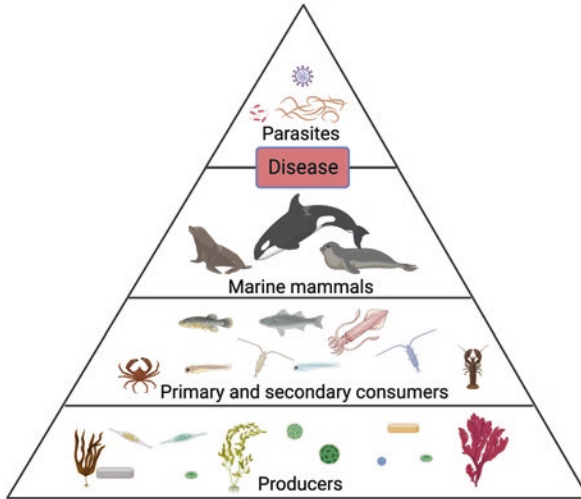 Parasites
Disease
Marine mammals
Primary and secondary consumers
Producers